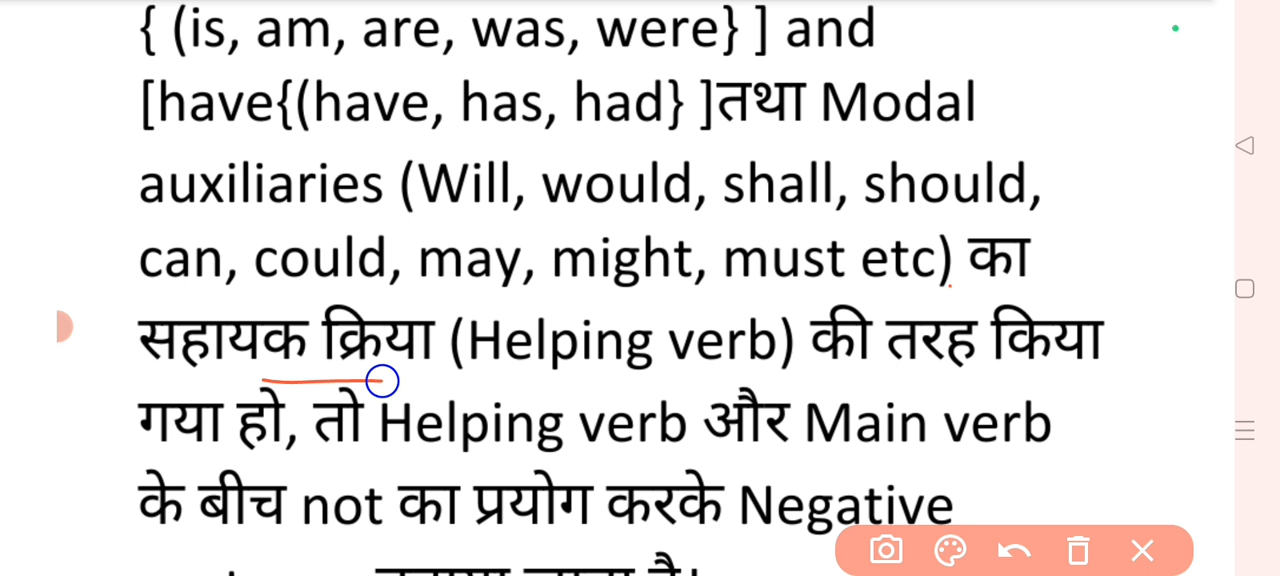 { (is, am, are, was, were} ] and
[have{(have, has, had} ]तथा Modal
auxiliaries (Will, would, shall, should,
can, could, may, might, must etc) का
सहायक क्रिया (Helping verb) की तरह किया
गया हो, तो Helping verb और Main verb
के बीच not का प्रयोग करके Negative